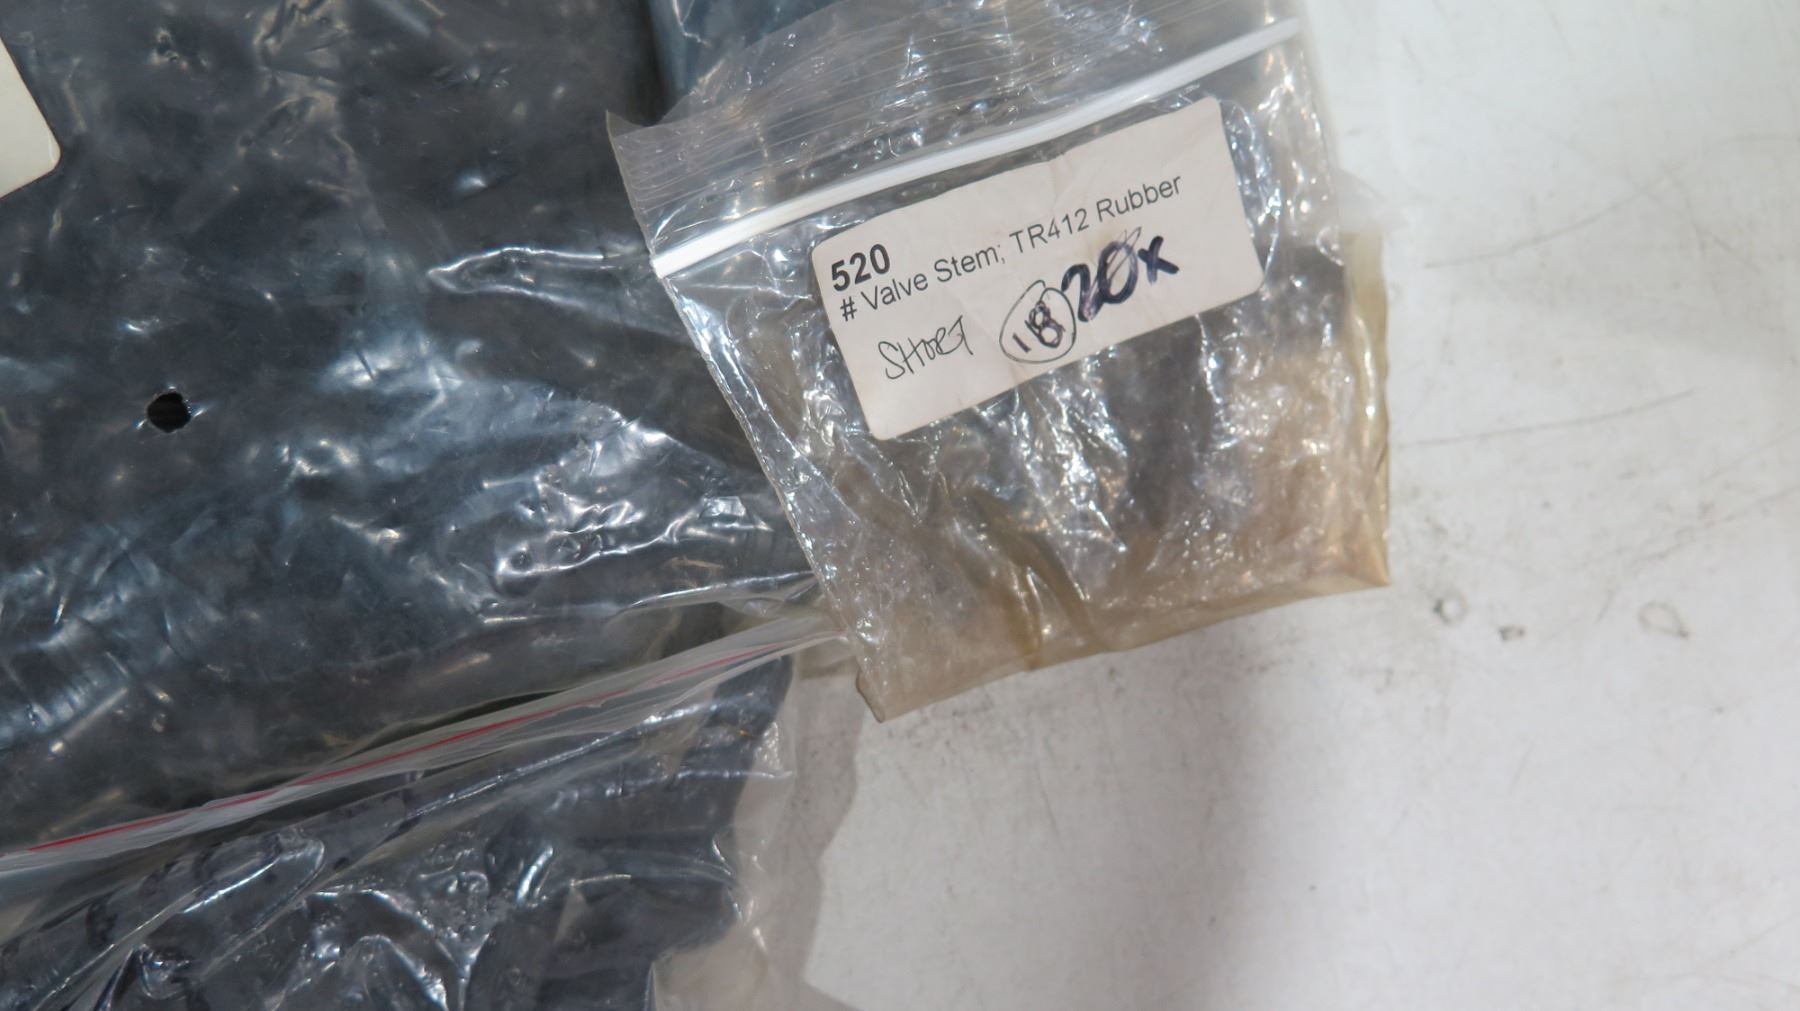 520
# Valve Stem; TR412 Rubber
SHORT 18 20x